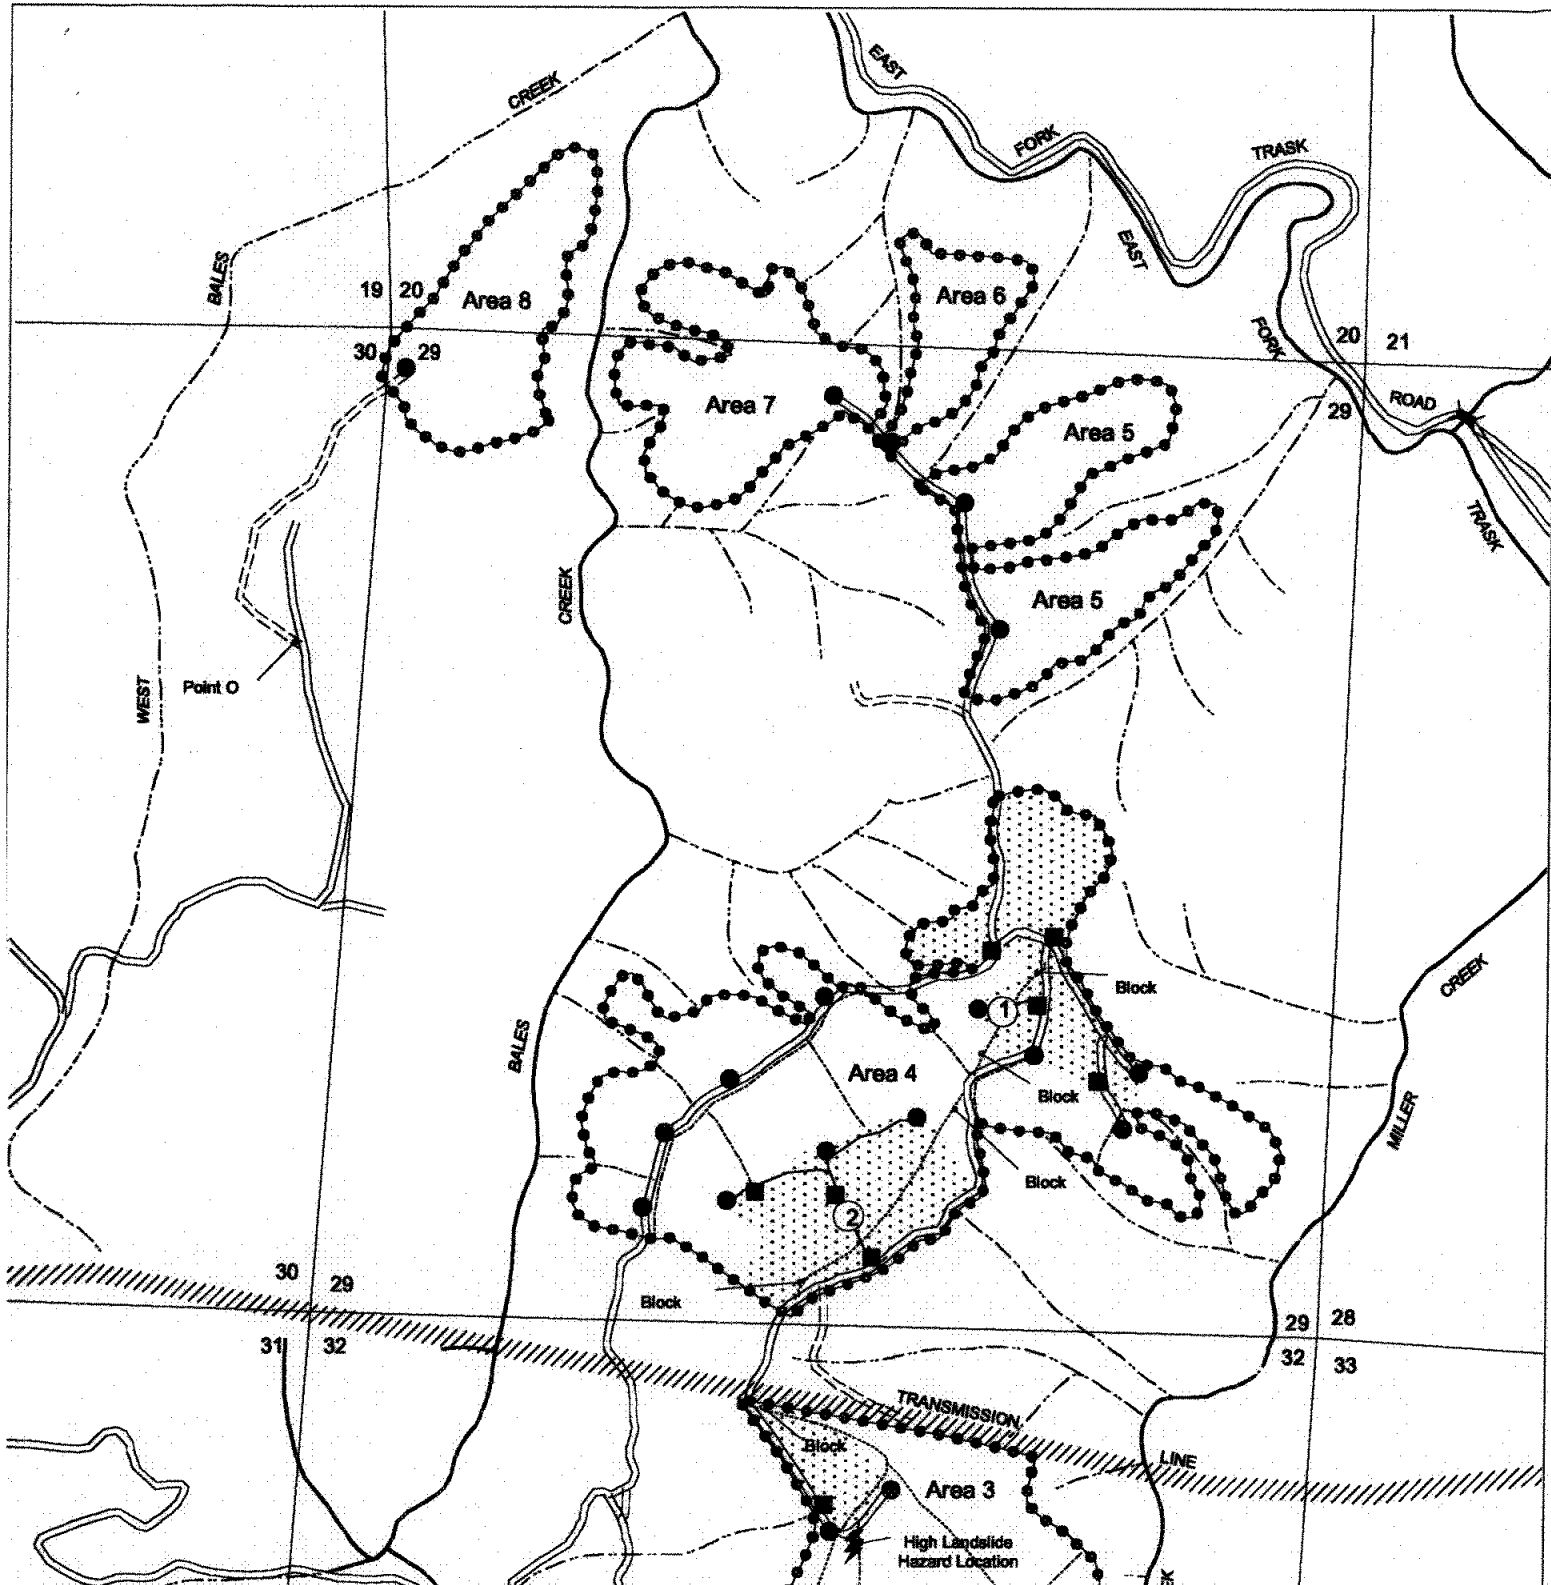 EAST
CREEK
FORK
TRASK
EAST
BALES
19 20
Area 8
Area 6
FORK
20 21
30 29
Area 7
29
ROAD
Area 5
TRASK
CREEK
Area 5
Point O
WEST
CREEK
Block
1
BALES
Area 4
Block
MILLER
Block
2
30 29
Block
29 28
31 32
32 33
TRANSMISSION
LINE
Block
Area 3
High Landslide
Hazard Location